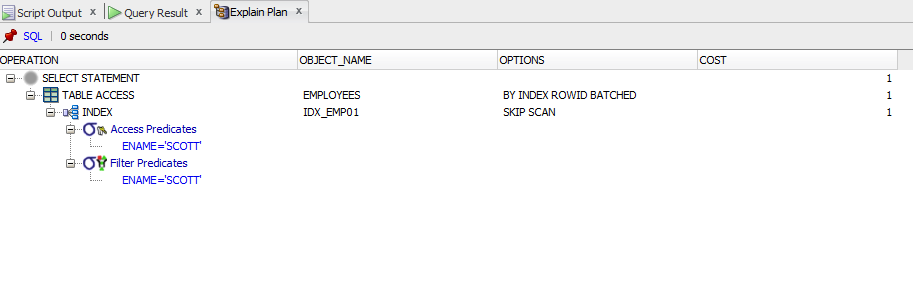 Script Output x Query Result x Explain Plan x
SQL | 0 seconds
OPERATION OBJECT_NAME OPTIONS COST
SELECT STATEMENT 1
TABLE ACCESS EMPLOYEES BY INDEX ROWID BATCHED 1
INDEX IDX_EMP01 SKIP SCAN 1
Access Predicates
ENAME='SCOTT'
Filter Predicates
ENAME='SCOTT'